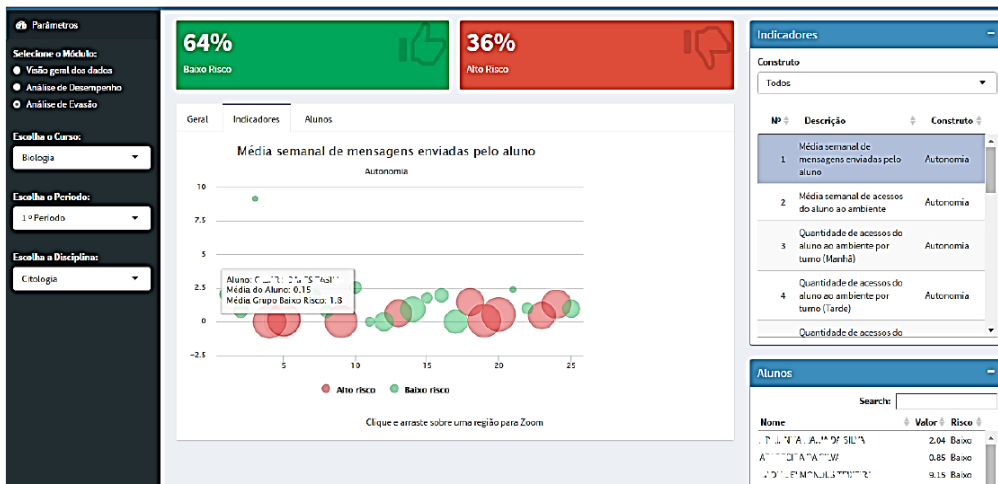 Parâmetros
Selecione o Módulo:
Visão geral dos dados
Análise de Desempenho
Análise de Evasão
Escolha o Curso:
Biologia
Escolha o Periodo:
1º Período
Escolha a Disciplina:
Citologia
64%
Baixo Risco
36%
Alto Risco
Geral Indicadores Alunos
Média semanal de mensagens enviadas pelo aluno
Autonomia
10
7.5
5
2.5
0
-2.5
Aluno:
Média do Aluno: 0.15
Média Grupo Baixo Risco: 1.8
5 10 15 20 25
Alto risco Baixo risco
Clique e arraste sobre uma região para Zoom
Indicadores
Construto
Todos
Nº Descrição Construto
1 Média semanal de mensagens enviadas pelo aluno Autonomia
2 Média semanal de acessos do aluno ao ambiente Autonomia
3 Quantidade de acessos do aluno ao ambiente por turno (Manhã) Autonomia
4 Quantidade de acessos do aluno ao ambiente por turno (Tarde) Autonomia
Quantidade de acessos do
Alunos
Search:
Nome Valor Risco
2.04 Baixo
0.85 Baixo
9.15 Baixo